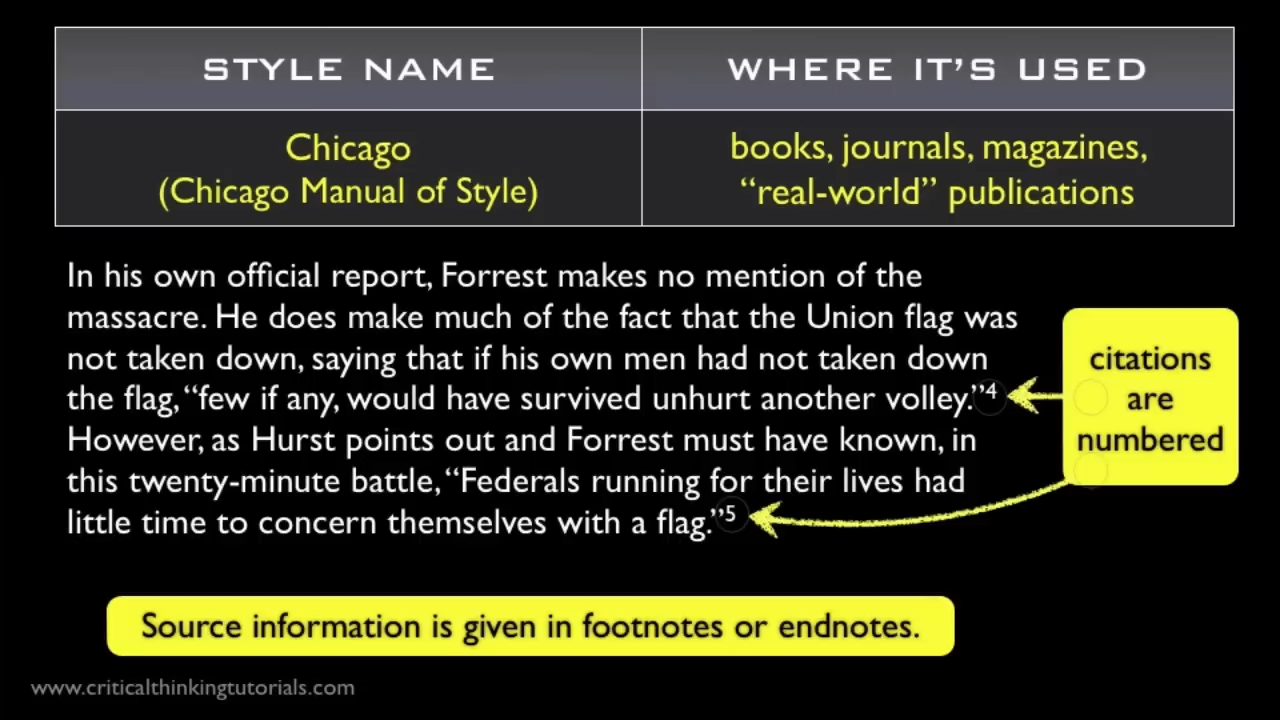 STYLE NAME
WHERE IT'S USED
Chicago
(Chicago Manual of Style)
books, journals, magazines,
“real-world” publications
In his own official report, Forrest makes no mention of the
massacre. He does make much of the fact that the Union flag was
not taken down, saying that if his own men had not taken down
the flag, “few if any, would have survived unhurt another volley.”4
However, as Hurst points out and Forrest must have known, in
this twenty-minute battle, “Federals running for their lives had
little time to concern themselves with a flag.”5
citations
are
numbered
Source information is given in footnotes or endnotes.
www.criticalthinkingtutorials.com